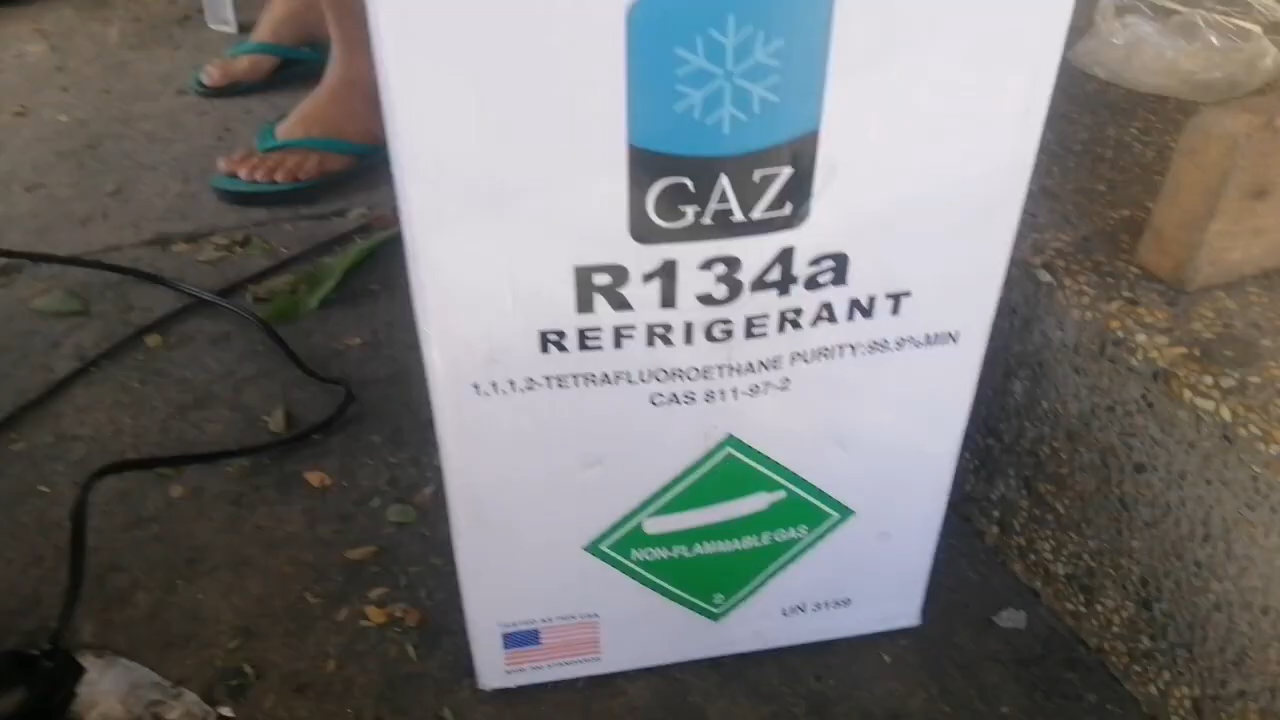 GAZ
R134a
REFRIGERANT
1,1,1,2-TETRAFLUOROETHANE PURITY:99.9%MIN
CAS 811-97-2
NON-FLAMMABLE GAS
2
UN 3159